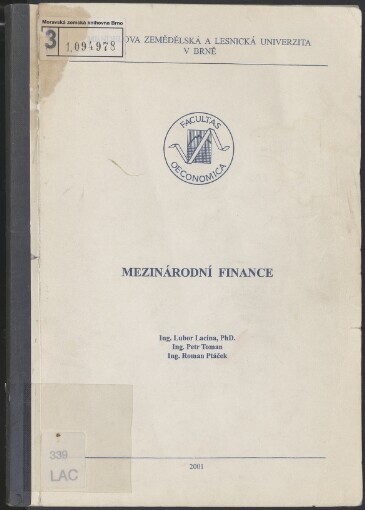 Moravská zemská knihovna Brno
3
1,094978
OVA ZEMĚDĚLSKÁ A LESNICKÁ UNIVERZITA
V BRNĚ
FACULTAS
OECONOMICA
MEZINÁRODNÍ FINANCE
Ing. Lubor Lacina, PhD.
Ing. Petr Toman
Ing. Roman Ptáček
339
LAC
2001